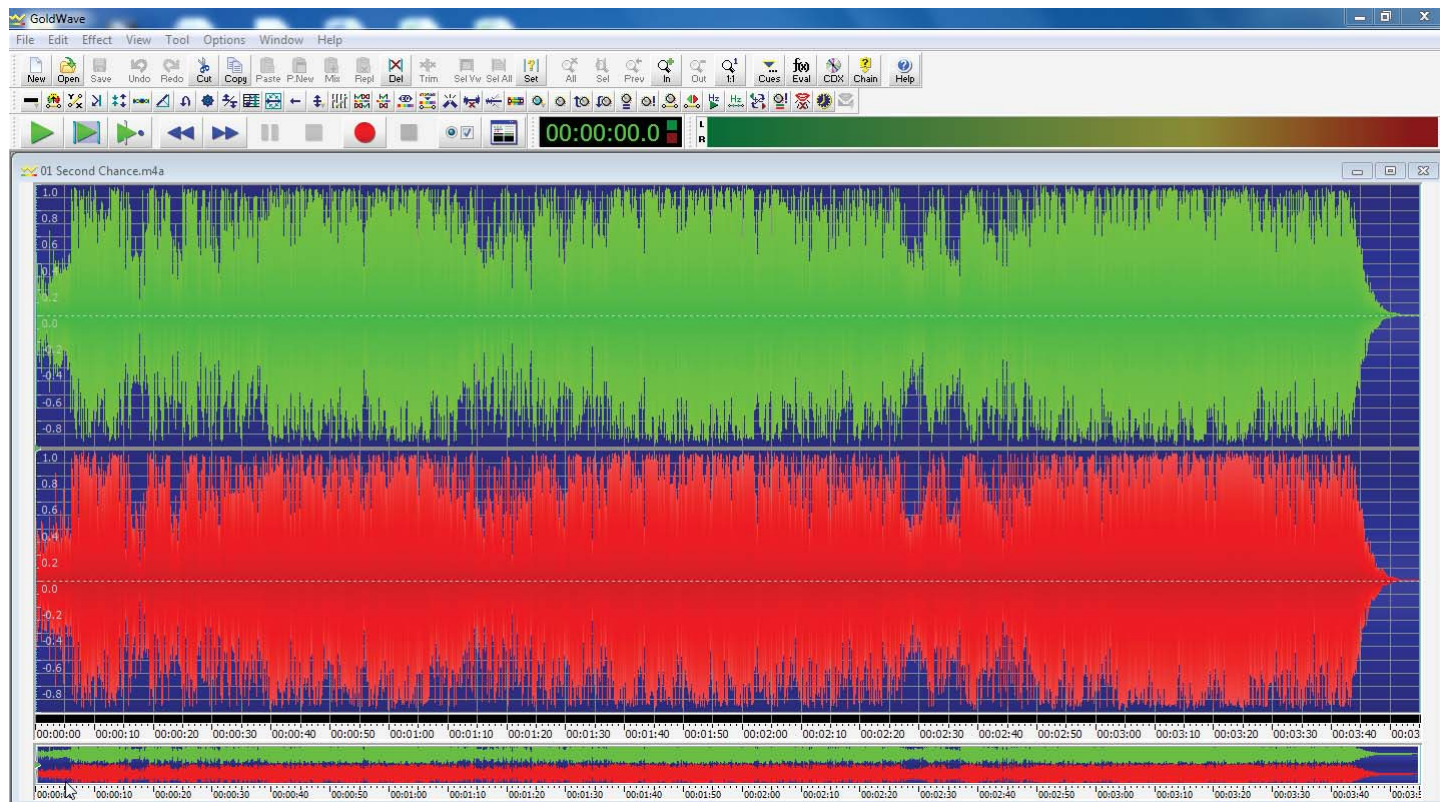 GoldWave
File Edit Effect View Tool Options Window Help
New Open Save Undo Redo Cut Copy Paste P.New Mix Repl Del Trim Sel Vw Sel All Set All Sel Prev In Out 1:1 Cues Eval CDX Chain Help
00:00:00.0
L
R
01 Second Chance.m4a
1.0
0.8
0.6
0.4
0.2
0.0
-0.2
-0.4
-0.6
-0.8
1.0
0.8
0.6
0.4
0.2
0.0
-0.2
-0.4
-0.6
-0.8
00:00:00 00:00:10 00:00:20 00:00:30 00:00:40 00:00:50 00:01:00 00:01:10 00:01:20 00:01:30 00:01:40 00:01:50 00:02:00 00:02:10 00:02:20 00:02:30 00:02:40 00:02:50 00:03:00 00:03:10 00:03:20 00:03:30 00:03:40 00:03
00:00:10 00:00:20 00:00:30 00:00:40 00:00:50 00:01:00 00:01:10 00:01:20 00:01:30 00:01:40 00:01:50 00:02:00 00:02:10 00:02:20 00:02:30 00:02:40 00:02:50 00:03:00 00:03:10 00:03:20 00:03:30 00:03:40